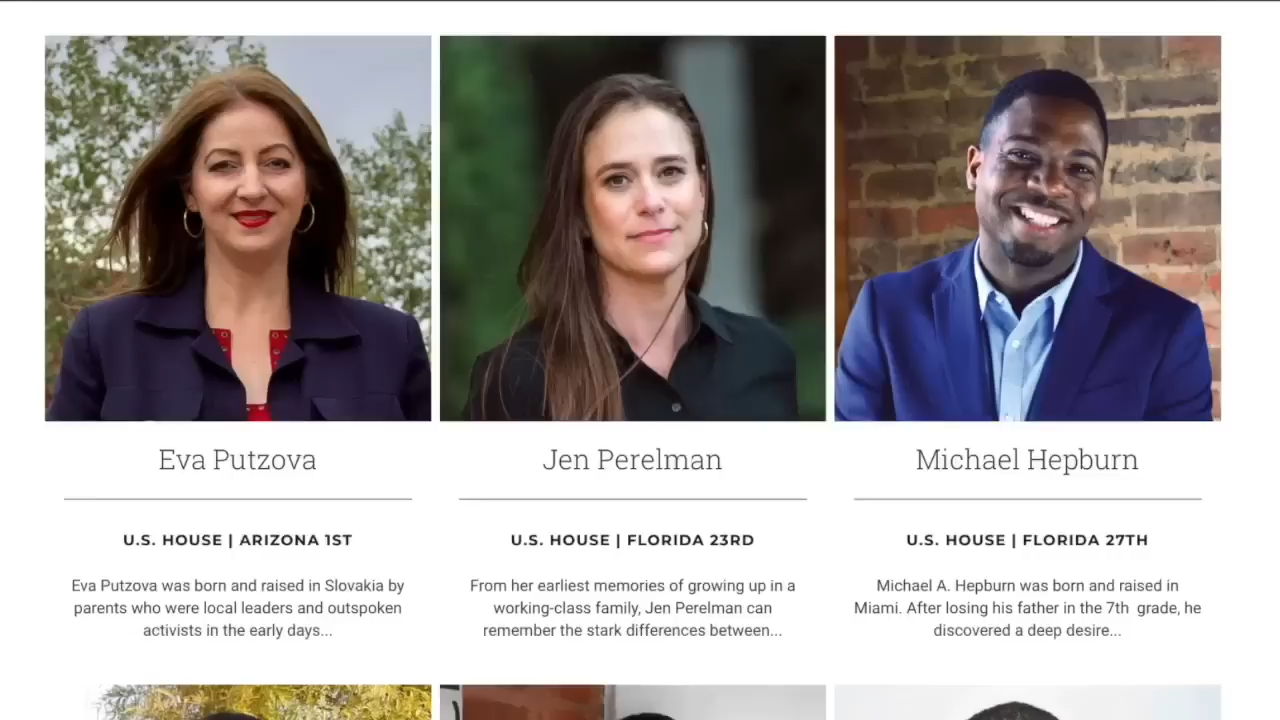 Eva Putzova
U.S. HOUSE | ARIZONA 1ST
Eva Putzova was born and raised in Slovakia by
parents who were local leaders and outspoken
activists in the early days...
Jen Perelman
U.S. HOUSE | FLORIDA 23RD
From her earliest memories of growing up in a
working-class family, Jen Perelman can
remember the stark differences between...
Michael Hepburn
U.S. HOUSE | FLORIDA 27TH
Michael A. Hepburn was born and raised in
Miami. After losing his father in the 7th  grade, he
discovered a deep desire...